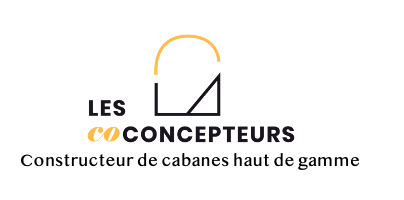 LES
coCONCEPTEURS
Constructeur de cabanes haut de gamme